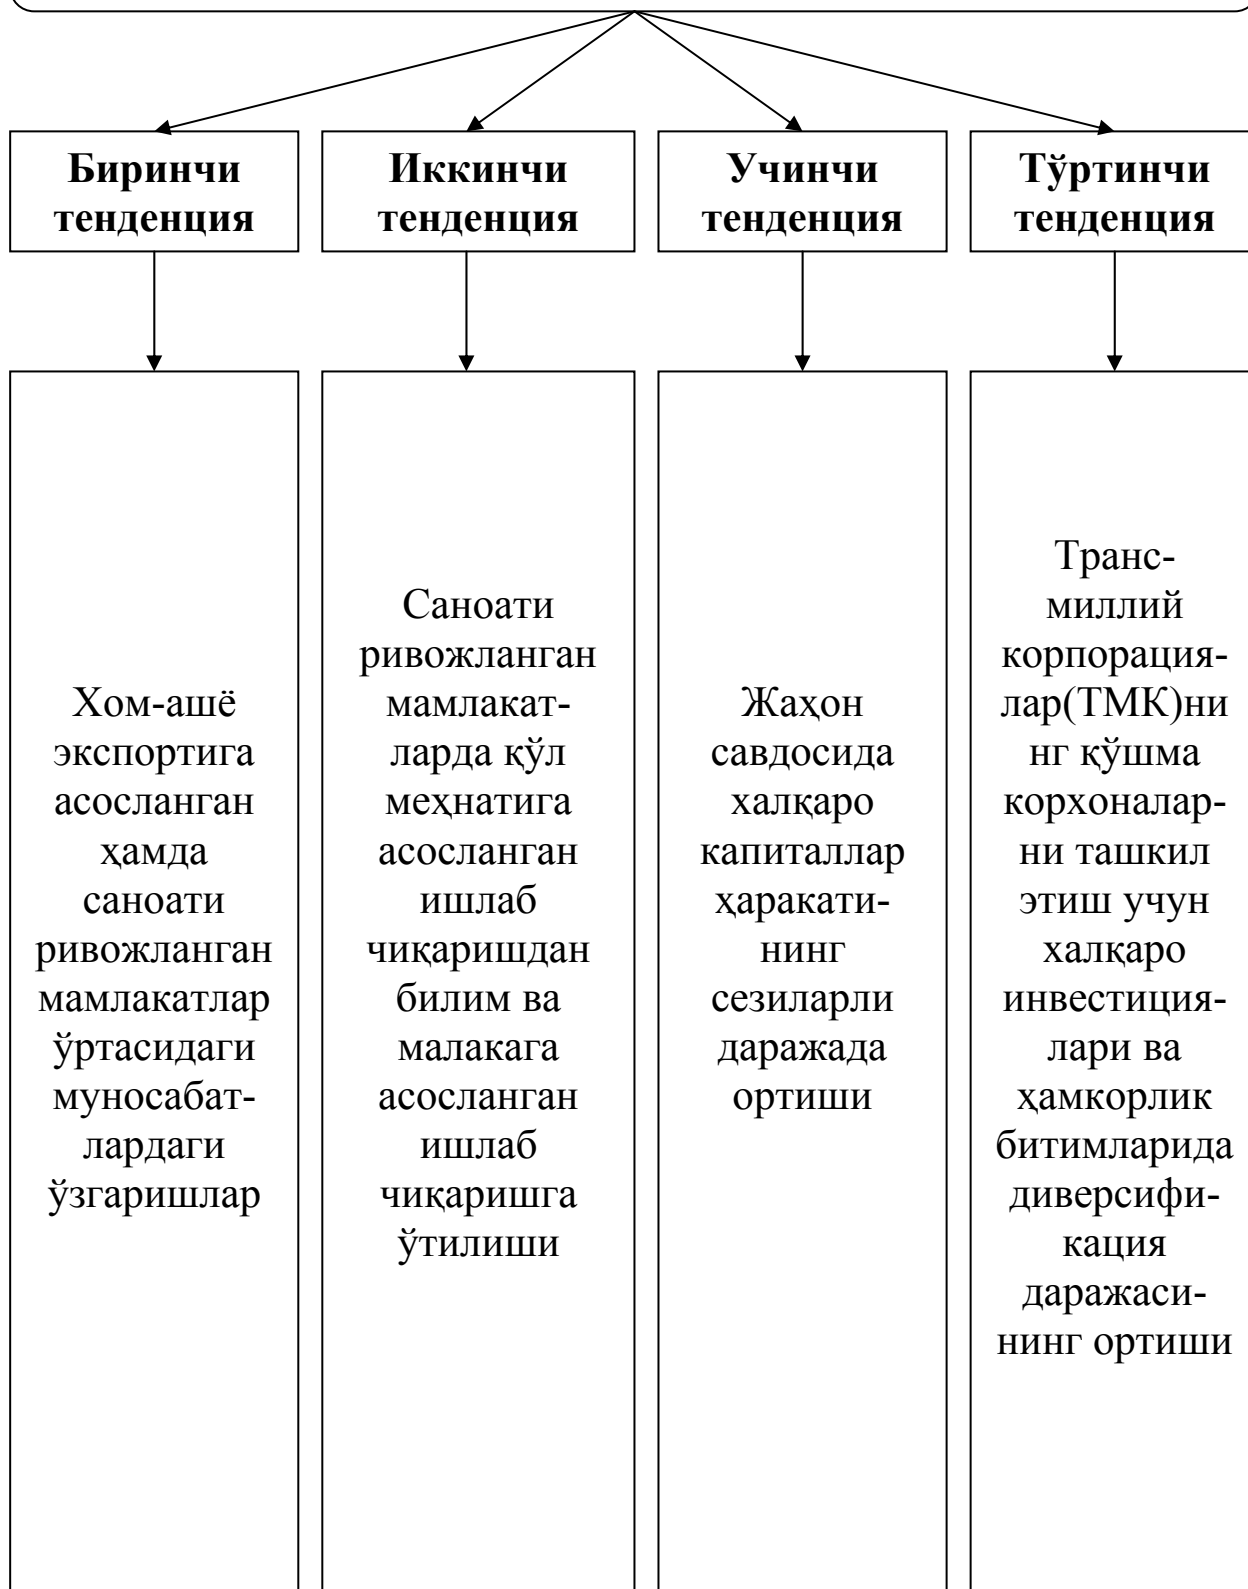 Биринчи
тенденция
Иккинчи
тенденция
Учинчи
тенденция
Тўртинчи
тенденция
Хом-ашё
экспортига
асосланган
ҳамда
саноати
ривожланган
мамлакатлар
ўртасидаги
муносабат-
лардаги
ўзгаришлар
Саноати
ривожланган
мамлакат-
ларда қўл
меҳнатига
асосланган
ишлаб
чиқаришдан
билим ва
малакага
асосланган
ишлаб
чиқаришга
ўтилиши
Жаҳон
савдосида
халқаро
капиталлар
ҳаракати-
нинг
сезиларли
даражада
ортиши
Транс-
миллий
корпорация-
лар(ТМК)ни
нг қўшма
корхоналар-
ни ташкил
этиш учун
халқаро
инвестиция-
лари ва
ҳамкорлик
битимларида
диверсифи-
кация
даражаси-
нинг ортиши